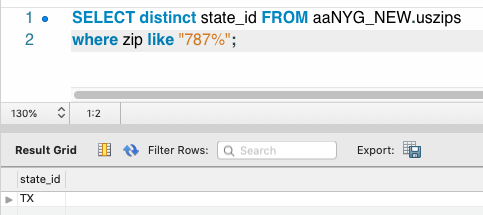 1 SELECT distinct state_id FROM aaNYG_NEW.uszips
2 where zip like "787%";
130% 1:2
Result Grid Filter Rows: Search Export:
state_id
TX